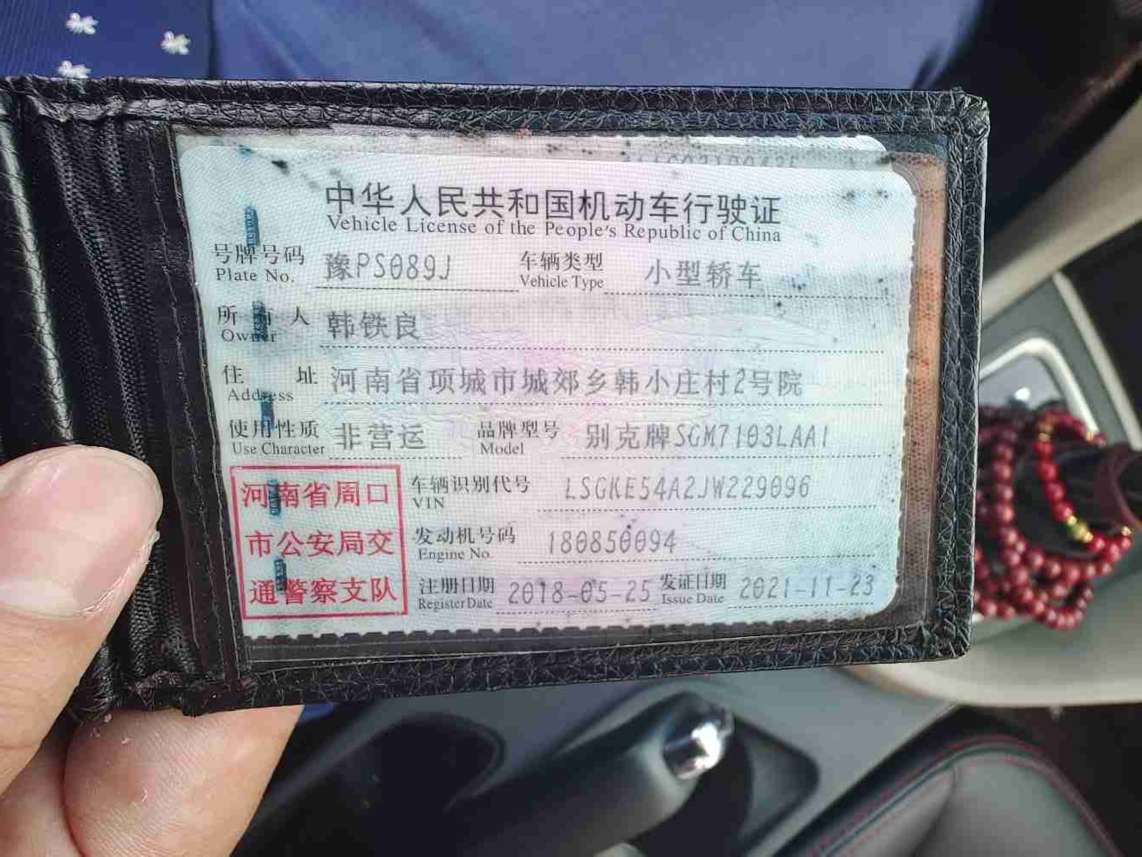 中华人民共和国机动车行驶证
Vehicle License of the People's Republic of China
号牌号码 豫PS089J 车辆类型 小型轿车
Plate No. Vehicle Type
所有人 韩铁良
Owner
住址 河南省项城市城郊乡韩小庄村2号院
Address
使用性质 非营运 品牌型号 别克牌SGM7103LAA1
Use Character Model
河南省周口 车辆识别代号 LSGKE54A2JW229096
VIN
市公安局交 发动机号码 180850094
Engine No.
通警察支队 注册日期 2018-05-25 发证日期 2021-11-23
Register Date Issue Date